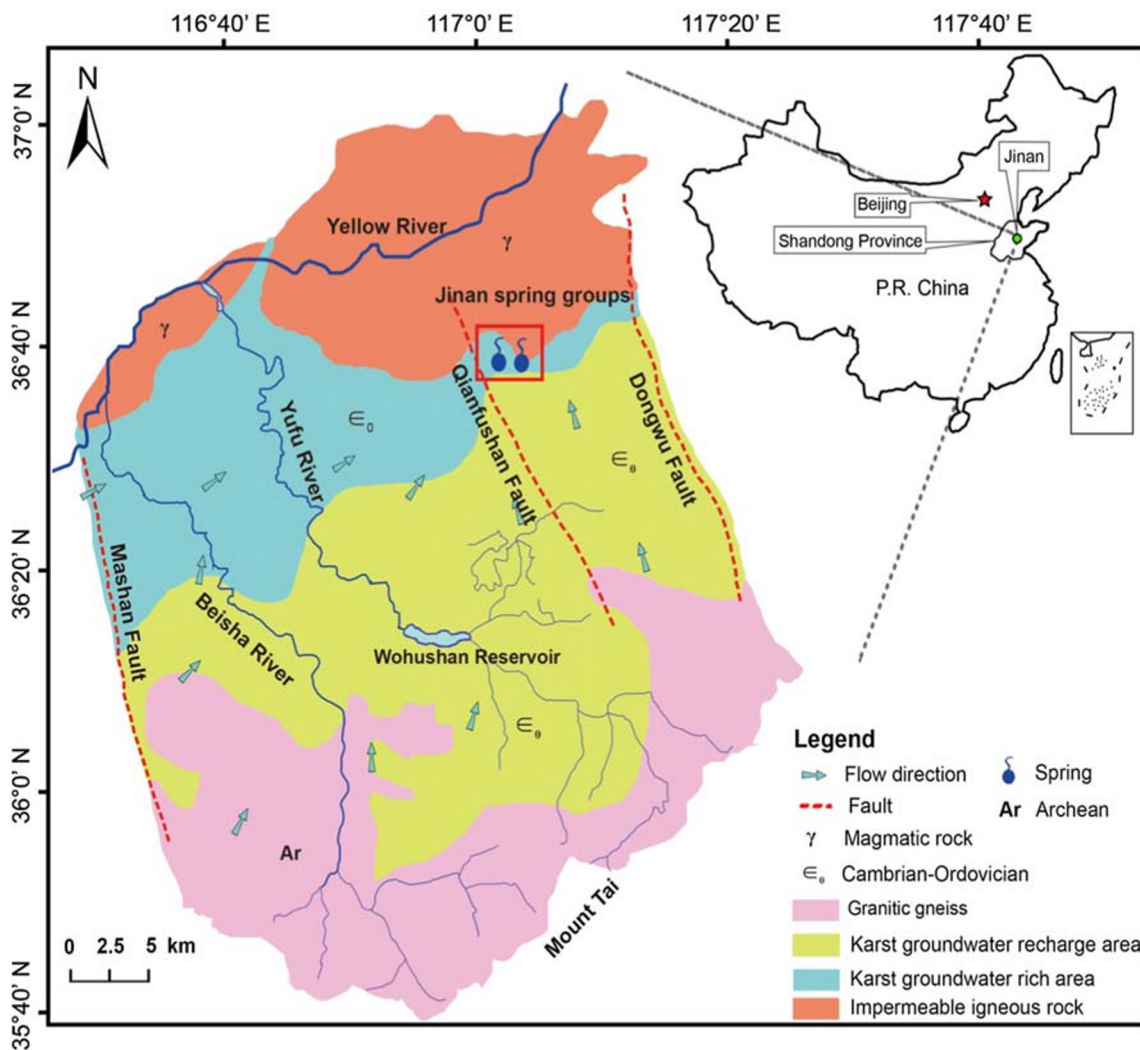 116°40' E
117°0' E
117°20' E
117°40' E
N
37°0' N
36°40' N
36°20' N
36°0' N
35°40' N
Jinan
Beijing
Shandong Province
P.R. China
Yellow River
γ
Jinan spring groups
γ
Qianfushan Fault
Dongwu Fault
Yufu River
∈₀
∈₀
Mashan Fault
Beisha River
Wohushan Reservoir
∈₀
Ar
Mount Tai
0 2.5 5 km
Legend
Flow direction
Spring
Fault
Ar Archean
γ Magmatic rock
∈₀ Cambrian-Ordovician
Granitic gneiss
Karst groundwater recharge area
Karst groundwater rich area
Impermeable igneous rock